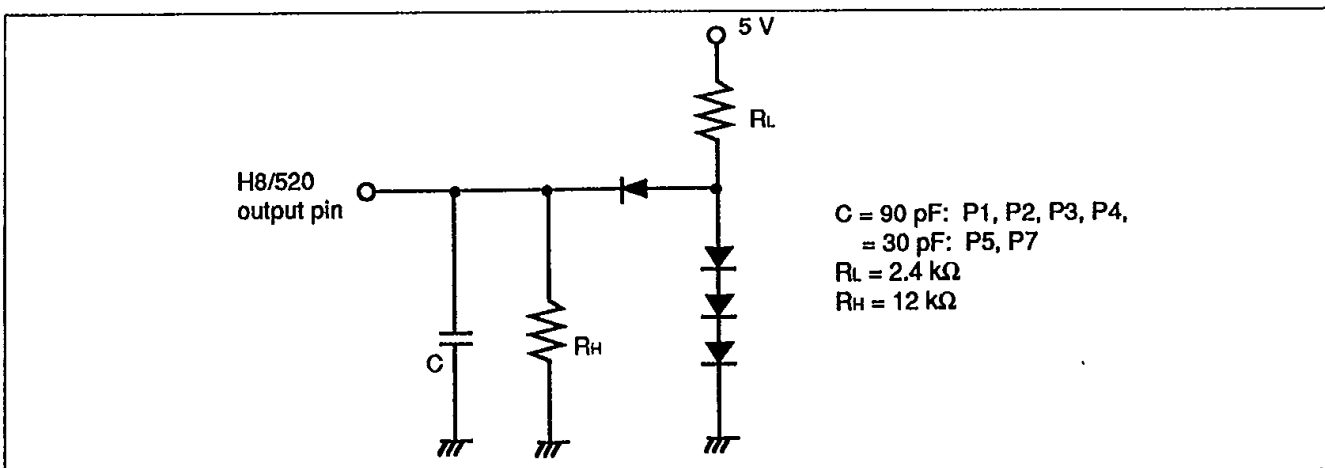 5 V
RL
H8/520
output pin
C = 90 pF: P1, P2, P3, P4,
= 30 pF: P5, P7
RL = 2.4 kΩ
RH = 12 kΩ
C
RH